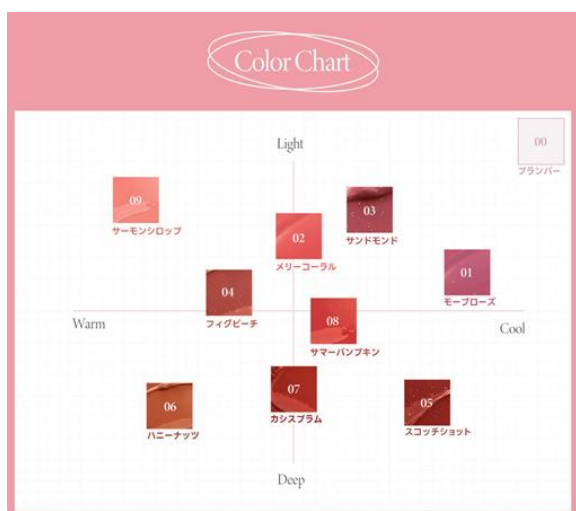 Color Chart
00
プランパー
Light
09
サーモンシロップ
03
サンドモンド
02
メリーコーラル
01
モーブローズ
04
フィグピーチ
Warm
Cool
08
サマーパンプキン
07
カシスプラム
06
ハニーナッツ
05
スコッチショット
Deep